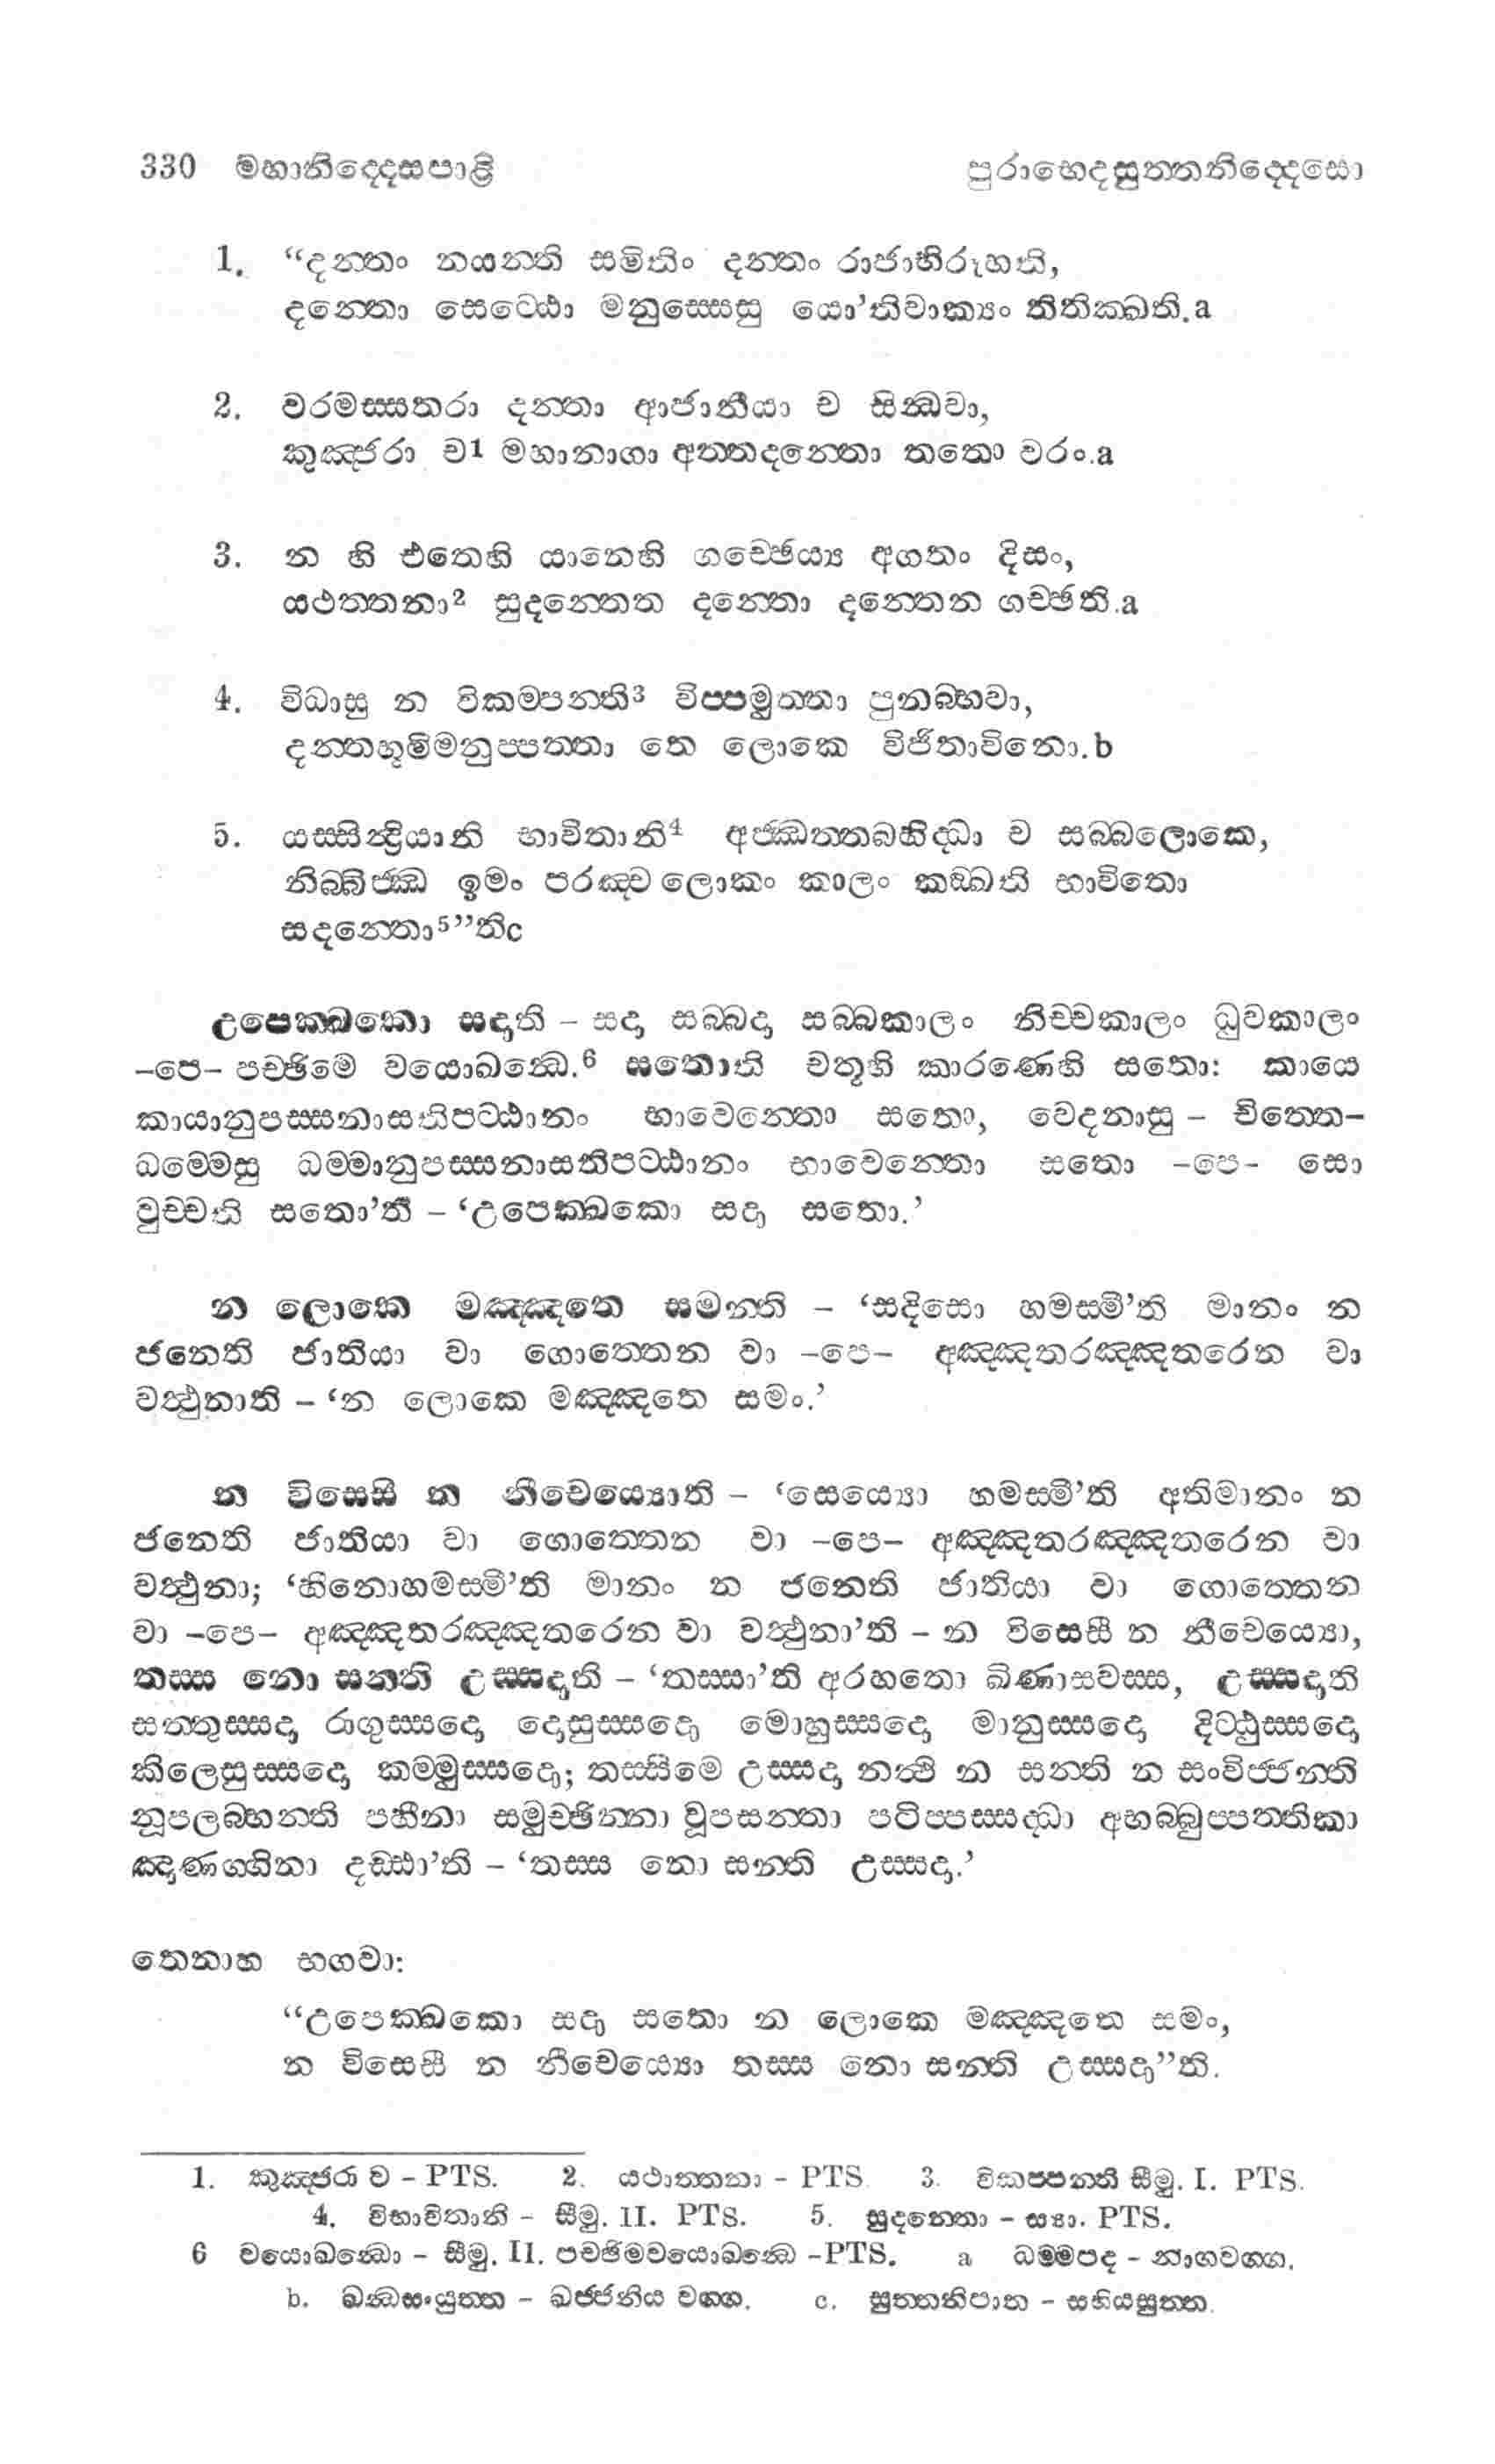 330 මහානිද්දෙසපාළි පුරාභෙදසුත්තනිද්දෙසො
1. “දන්තං නයන්ති සමිතිං දන්තං රාජාභිරූහති,
දන්තො සෙට්ඨො මනුස්සෙසු යො’තිවාක්‍යං තිතික්ඛති.a
2. වරමස්සතරා දන්තා ආජානීයා ච සින්ධවා,
කුඤ්ජරා ච1 මහානාගා අත්තදන්තො තතො වරං.a
3. න හි එතෙහි යානෙහි ගච්ඡෙය්‍ය අගතං දිසං,
යථත්තනා2 සුදන්තෙන දන්තො දන්තෙන ගච්ඡති.a
4. විධාසු න විකම්පන්ති3 විප්පමුත්තා පුනබ්භවා,
දන්තභූමිමනුප්පත්තා තෙ ලොකෙ විජිතාවිනො.b
5. යස්සින්ද්‍රියානි භාවිතානි4 අජ්ඣත්තබහිද්ධා ච සබ්බලොකෙ,
නිබ්බිජ්ඣ ඉමං පරඤ්ච ලොකං කාලං කඞ්ඛති භාවිතො
සදන්තො5”තිc
උපෙක්ඛකො සදාති – සදා සබ්බදා සබ්බකාලං නිච්චකාලං ධුවකාලං
–පෙ– පච්ඡිමෙ වයොඛන්ධෙ.6 සතොති චතූහි කාරණෙහි සතො: කායෙ
කායානුපස්සනාසතිපට්ඨානං භාවෙන්තො සතො, වෙදනාසු – චිත්තෙ–
ධම්මෙසු ධම්මානුපස්සනාසතිපට්ඨානං භාවෙන්තො සතො –පෙ– සො
වුච්චති සතො’තී – ‘උපෙක්ඛකො සදා සතො.’
න ලොකෙ මඤ්ඤතෙ සමන්ති – ‘සදිසො හමස්මී’ති මානං න
ජනෙති ජාතියා වා ගොත්තෙන වා –පෙ– අඤ්ඤතරඤ්ඤතරෙන වා
වත්ථුනාති – ‘න ලොකෙ මඤ්ඤතෙ සමං.’
න විසෙසී න නීචෙය්‍යොති – ‘සෙය්‍යො හමස්මී’ති අතිමානං න
ජනෙති ජාතියා වා ගොත්තෙන වා –පෙ– අඤ්ඤතරඤ්ඤතරෙන වා
වත්ථුනා; ‘හීනොහමස්මී’ති මානං න ජනෙති ජාතියා වා ගොත්තෙන
වා –පෙ– අඤ්ඤතරඤ්ඤතරෙන වා වත්ථුනා’ති – න විසෙසී න නීචෙය්‍යො,
තස්ස නො සන්ති උස්සදාති – ‘තස්සා’ති අරහතො ඛීණාසවස්ස, උස්සදාති
සත්තුස්සදා රාගුස්සදො දොසුස්සදො මොහුස්සදො මානුස්සදො දිට්ඨුස්සදො
කිලෙසුස්සදො කම්මුස්සදො; තස්සිමෙ උස්සදා නත්ථි න සන්ති න සංවිජ්ජන්ති
නූපලබ්භන්ති පහීනා සමුච්ඡින්නා වූපසන්තා පටිප්පස්සද්ධා අභබ්බුප්පත්තිකා
ඤාණග්ගිනා දඩ්ඪා’ති – ‘තස්ස නො සන්ති උස්සදා.’
තෙනාහ භගවා:
“උපෙක්ඛකො සදා සතො න ලොකෙ මඤ්ඤතෙ සමං,
න විසෙසී න නීචෙය්‍යො තස්ස නො සන්ති උස්සදා”ති.
1. කුඤ්ජරා ව – PTS. 2. යථාත්තනා – PTS. 3. විකප්පන්ති සීමු. I. PTS.
4. විභාවිතානි – සීමු. II. PTS. 5. සුදන්තො – ස්‍යා. PTS.
6 වයොඛන්ධො – සීමු. II. පච්ඡිමවයොඛන්ධෙ –PTS. a ධම්මපද – නාගවග්ග.
b. ඛන්ධසංයුත්ත – ඛජ්ජනිය වග්ග. c. සුත්තනිපාත – සභියසුත්ත.